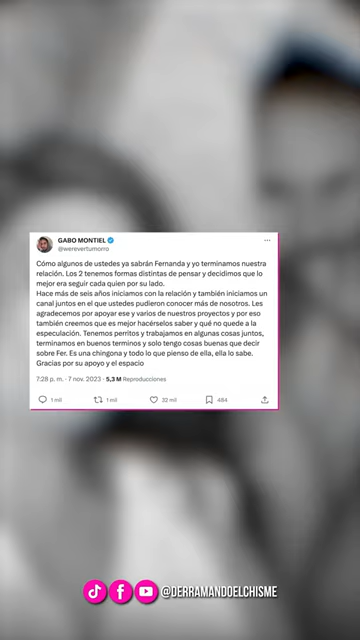 GABO MONTIEL
@werevertumorro
Cómo algunos de ustedes ya sabrán Fernanda y yo terminamos nuestra
relación. Los 2 tenemos formas distintas de pensar y decidimos que lo
mejor era seguir cada quien por su lado.
Hace más de seis años iniciamos con la relación y también iniciamos un
canal juntos en el que ustedes pudieron conocer más de nosotros. Les
agradecemos por apoyar ese y varios de nuestros proyectos y por eso
también creemos que es mejor hacérselos saber y qué no quede a la
especulación. Tenemos perritos y trabajamos en algunas cosas juntos,
terminamos en buenos terminos y solo tengo cosas buenas que decir
sobre Fer. Es una chingona y todo lo que pienso de ella, ella lo sabe.
Gracias por su apoyo y el espacio
7:28 p. m. · 7 nov. 2023 · 5,3 M Reproducciones
1 mil 1 mil 32 mil 484
@DERRAMANDOELCHISME